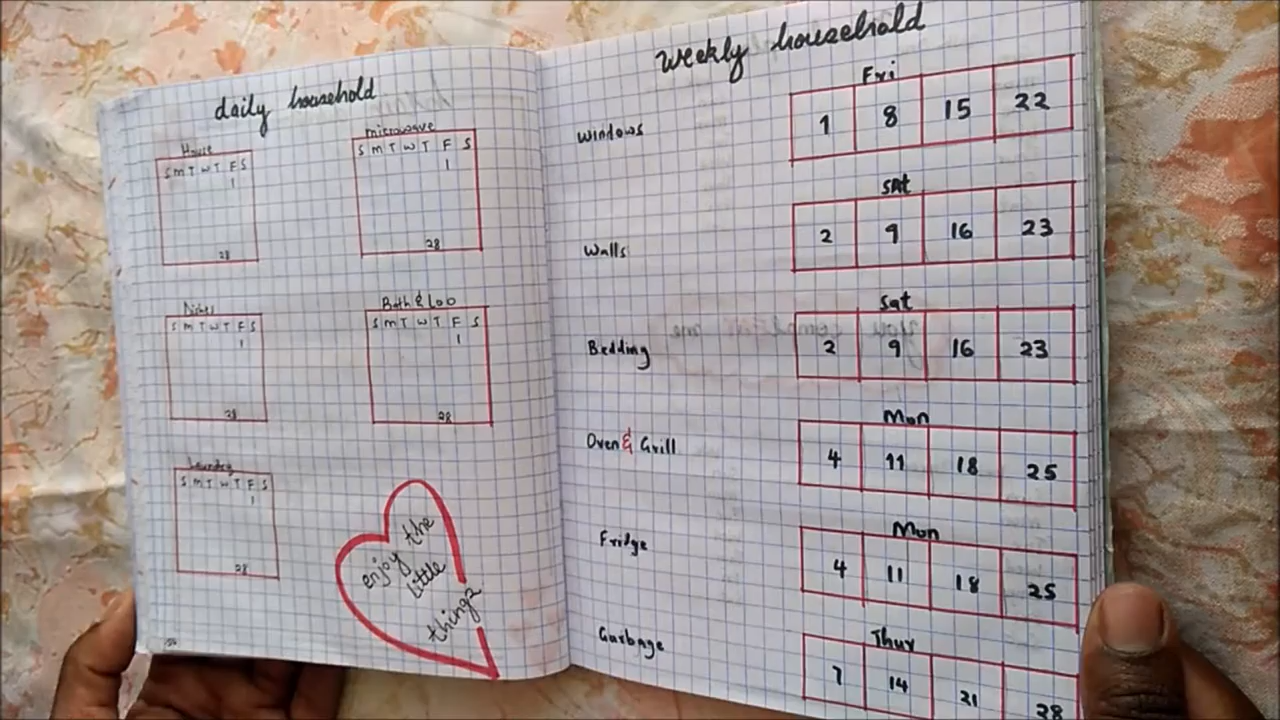 daily household
House
S M T W T F S
1
28
microwave
S M T W T F S
1
28
Dishes
S M T W T F S
1
28
Bath & Loo
S M T W T F S
1
28
Laundry
S M T W T F S
1
28
enjoy the
little
things
weekly household
Windows
Fri
1 8 15 22
Walls
SAt
2 9 16 23
Bedding
Sat
2 9 16 23
Oven & Grill
Mon
4 11 18 25
Fridge
Mon
4 11 18 25
Garbage
Thur
7 14 21 28